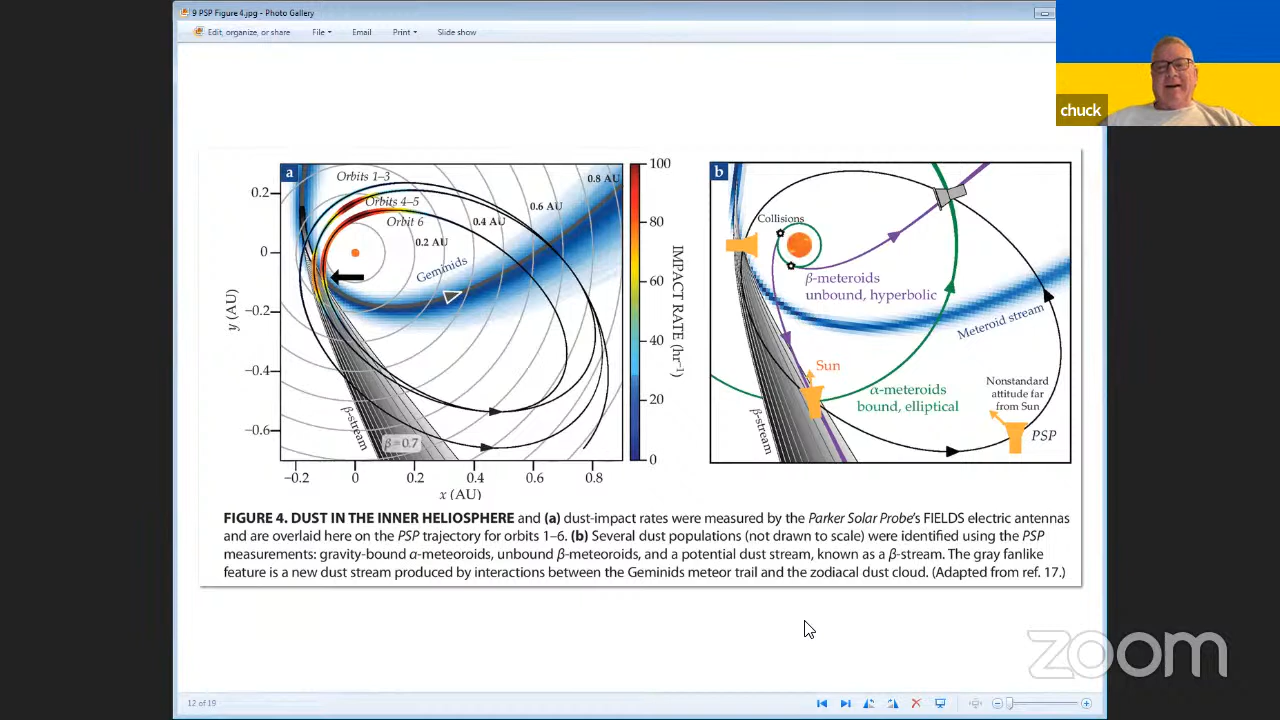 9 PSP Figure 4.jpg - Photo Gallery
Edit, organize, or share File Email Print Slide show
chuck
a
Orbits 1–3
Orbits 4–5
Orbit 6
0.8 AU
0.6 AU
0.4 AU
0.2 AU
Geminids
β-stream
β = 0.7
0.2
0
−0.2
−0.4
−0.6
y (AU)
−0.2 0 0.2 0.4 0.6 0.8
x (AU)
100
80
60
40
20
0
IMPACT RATE (hr⁻¹)
b
Collisions
β-meteroids
unbound, hyperbolic
Meteroid stream
Sun
α-meteroids
bound, elliptical
Nonstandard
attitude far
from Sun
PSP
β-stream
FIGURE 4. DUST IN THE INNER HELIOSPHERE and (a) dust-impact rates were measured by the Parker Solar Probe's FIELDS electric antennas
and are overlaid here on the PSP trajectory for orbits 1–6. (b) Several dust populations (not drawn to scale) were identified using the PSP
measurements: gravity-bound α-meteoroids, unbound β-meteoroids, and a potential dust stream, known as a β-stream. The gray fanlike
feature is a new dust stream produced by interactions between the Geminids meteor trail and the zodiacal dust cloud. (Adapted from ref. 17.)
zoom
12 of 19